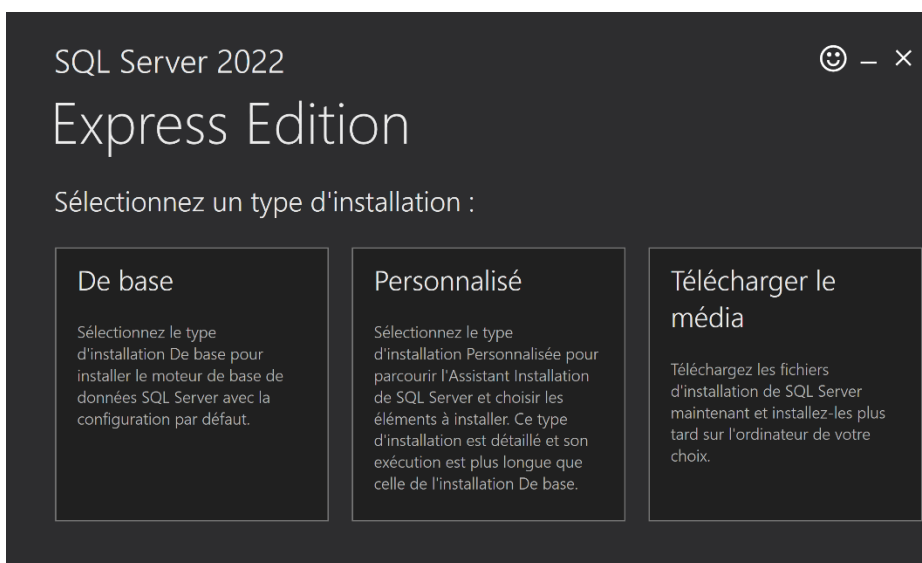 SQL Server 2022
Express Edition
Sélectionnez un type d'installation :
De base
Sélectionnez le type
d'installation De base pour
installer le moteur de base de
données SQL Server avec la
configuration par défaut.
Personnalisé
Sélectionnez le type
d'installation Personnalisée pour
parcourir l'Assistant Installation
de SQL Server et choisir les
éléments à installer. Ce type
d'installation est détaillé et son
exécution est plus longue que
celle de l'installation De base.
Télécharger le
média
Téléchargez les fichiers
d'installation de SQL Server
maintenant et installez-les plus
tard sur l'ordinateur de votre
choix.